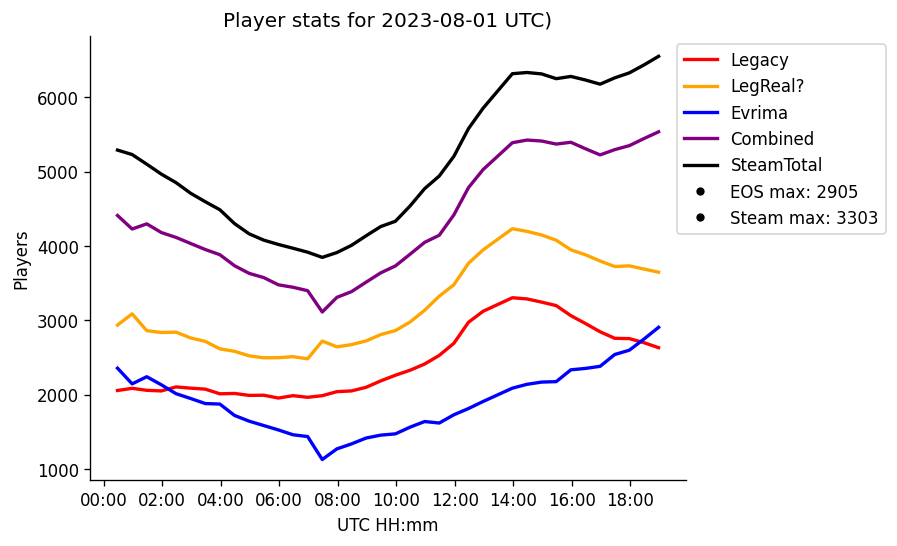 Player stats for 2023-08-01 UTC)
Legacy
LegReal?
Evrima
Combined
SteamTotal
EOS max: 2905
Steam max: 3303
Players
6000
5000
4000
3000
2000
1000
00:00 02:00 04:00 06:00 08:00 10:00 12:00 14:00 16:00 18:00
UTC HH:mm